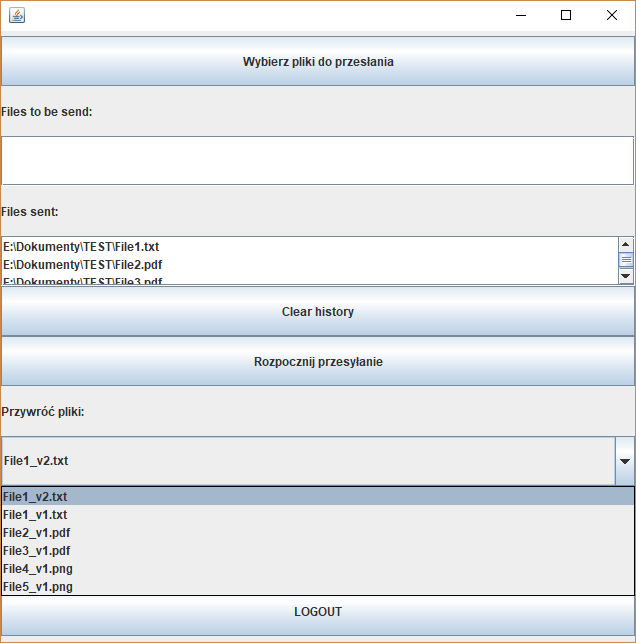 Wybierz pliki do przesłania
Files to be send:
Files sent:
E:\Dokumenty\TEST\File1.txt
E:\Dokumenty\TEST\File2.pdf
E:\Dokumenty\TEST\File3.pdf
Clear history
Rozpocznij przesyłanie
Przywróć pliki:
File1_v2.txt
File1_v2.txt
File1_v1.txt
File2_v1.pdf
File3_v1.pdf
File4_v1.png
File5_v1.png
LOGOUT